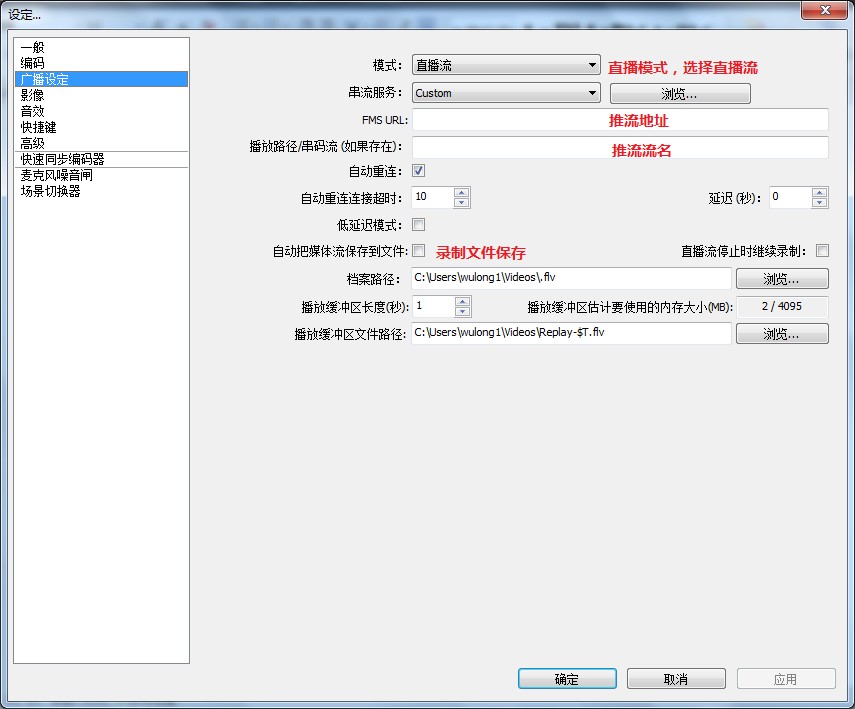 设定...
一般
编码
广播设定
影像
音效
快捷键
高级
快速同步编码器
麦克风噪音闸
场景切换器
模式： 直播流 直播模式，选择直播流
串流服务： Custom 浏览...
FMS URL: 推流地址
播放路径/串码流 (如果存在)： 推流流名
自动重连：
自动重连连接超时： 10 延迟 (秒)： 0
低延迟模式：
自动把媒体流保存到文件: 录制文件保存 直播流停止时继续录制：
档案路径： C:\Users\wulong1\Videos\.flv 浏览...
播放缓冲区长度(秒)： 1 播放缓冲区估计要使用的内存大小(MB): 2 / 4095
播放缓冲区文件路径: C:\Users\wulong1\Videos\Replay-$T.flv 浏览...
确定 取消 应用